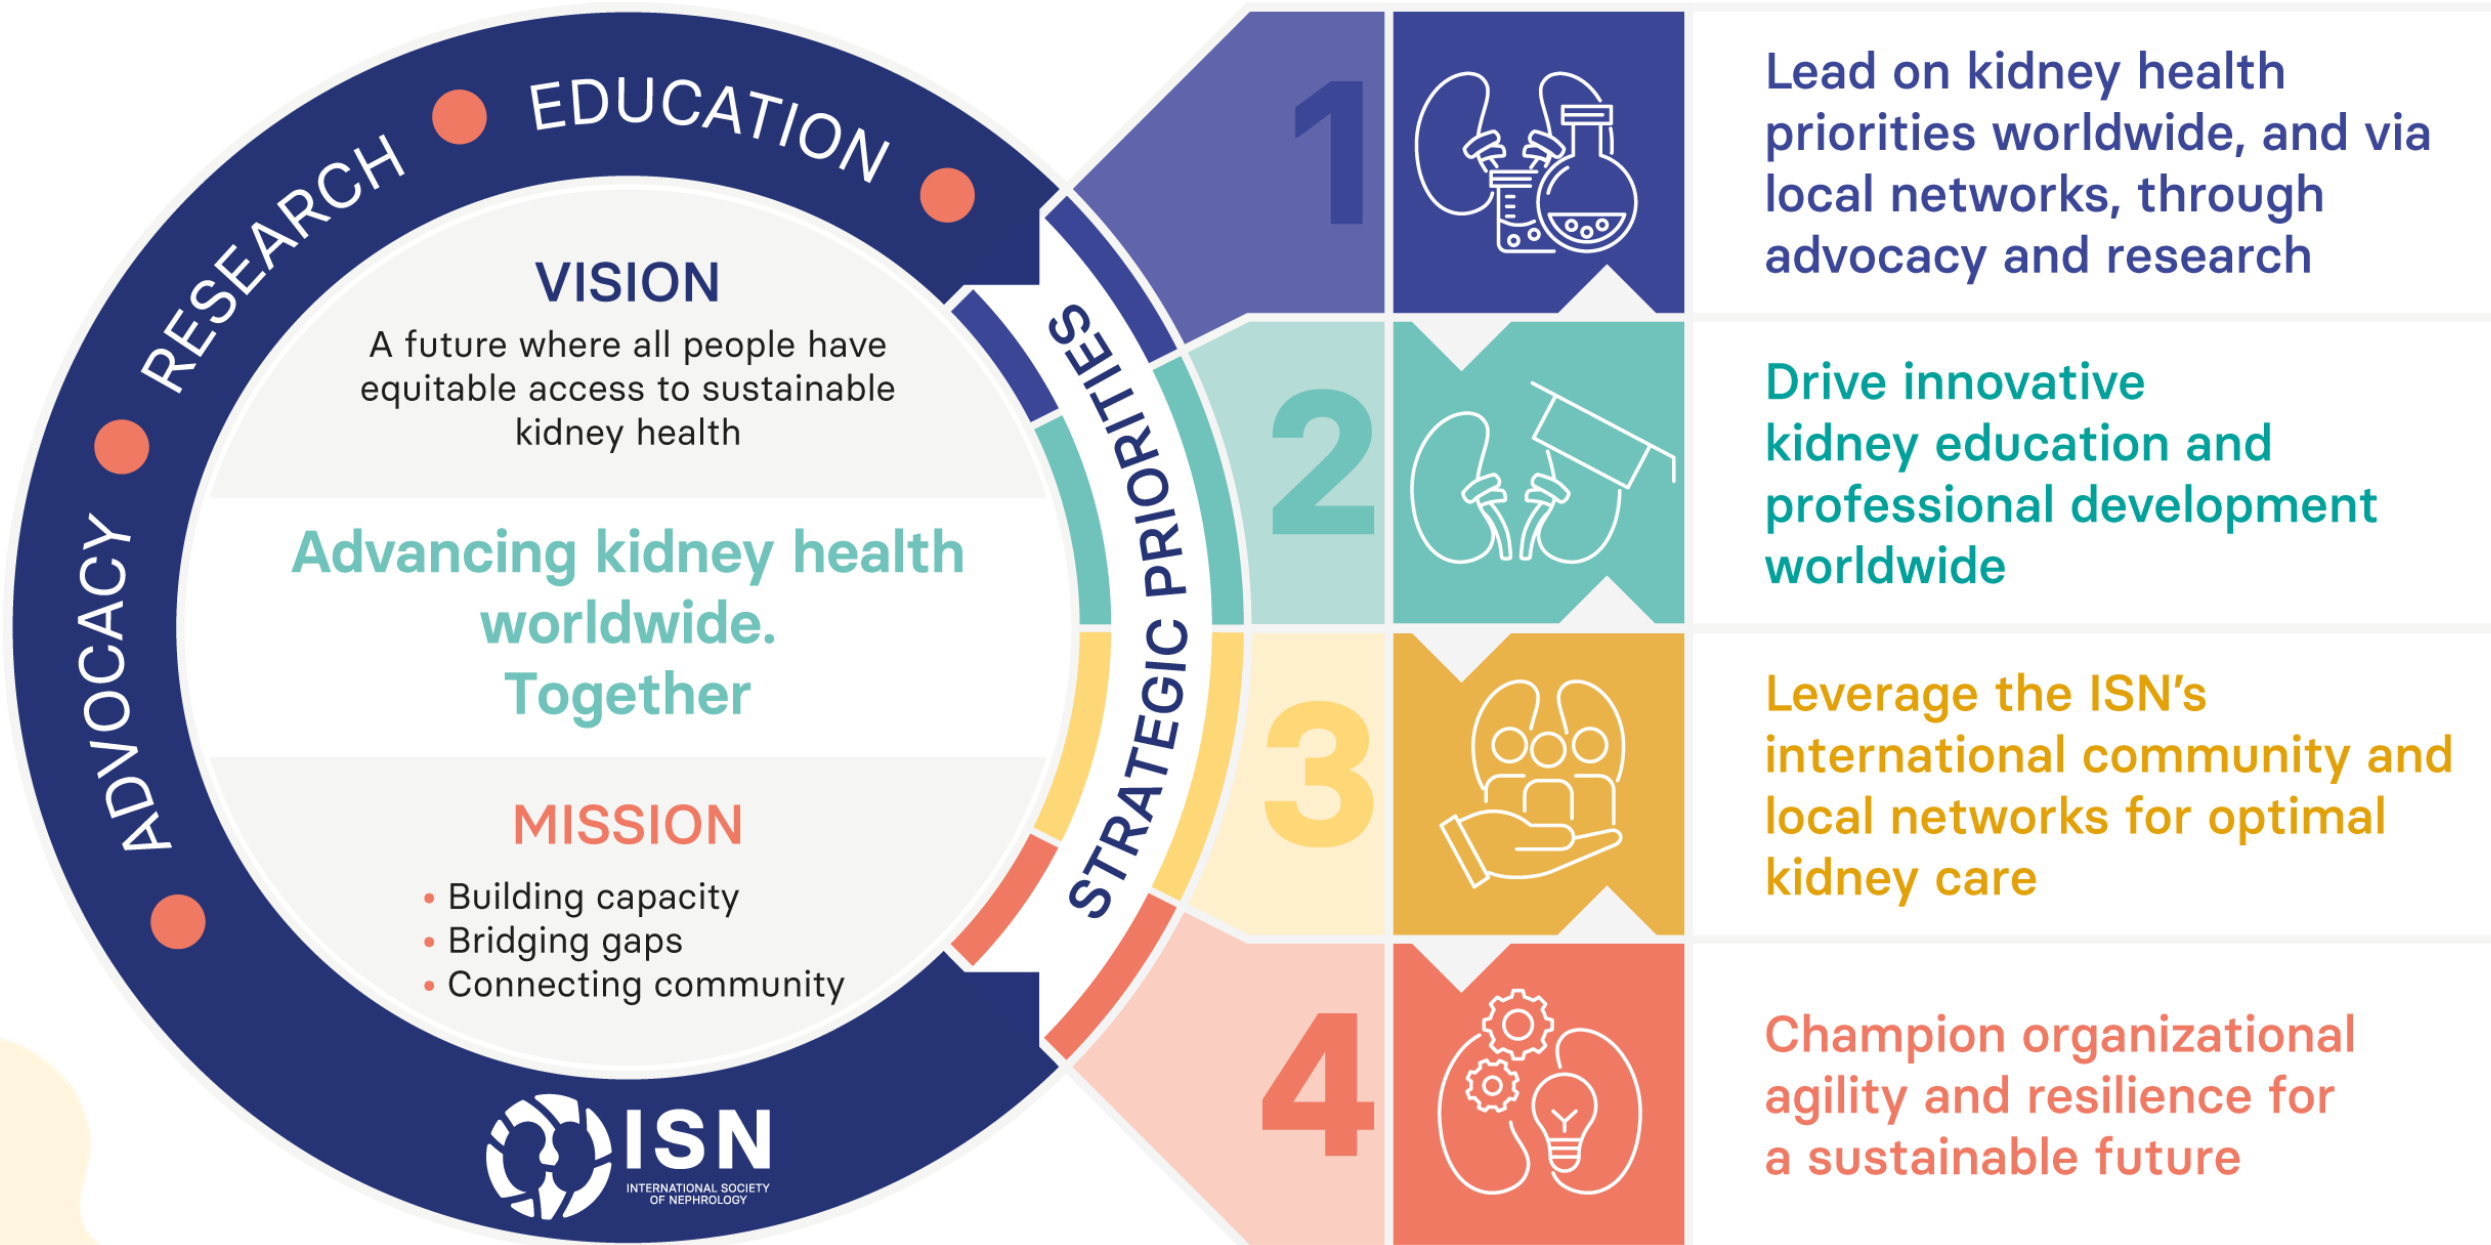 ADVOCACY
RESEARCH
EDUCATION
VISION
A future where all people have
equitable access to sustainable
kidney health
Advancing kidney health
worldwide.
Together
MISSION
• Building capacity
• Bridging gaps
• Connecting community
ISN
INTERNATIONAL SOCIETY
OF NEPHROLOGY
STRATEGIC PRIORITIES
1
Lead on kidney health
priorities worldwide, and via
local networks, through
advocacy and research
2
Drive innovative
kidney education and
professional development
worldwide
3
Leverage the ISN’s
international community and
local networks for optimal
kidney care
4
Champion organizational
agility and resilience for
a sustainable future